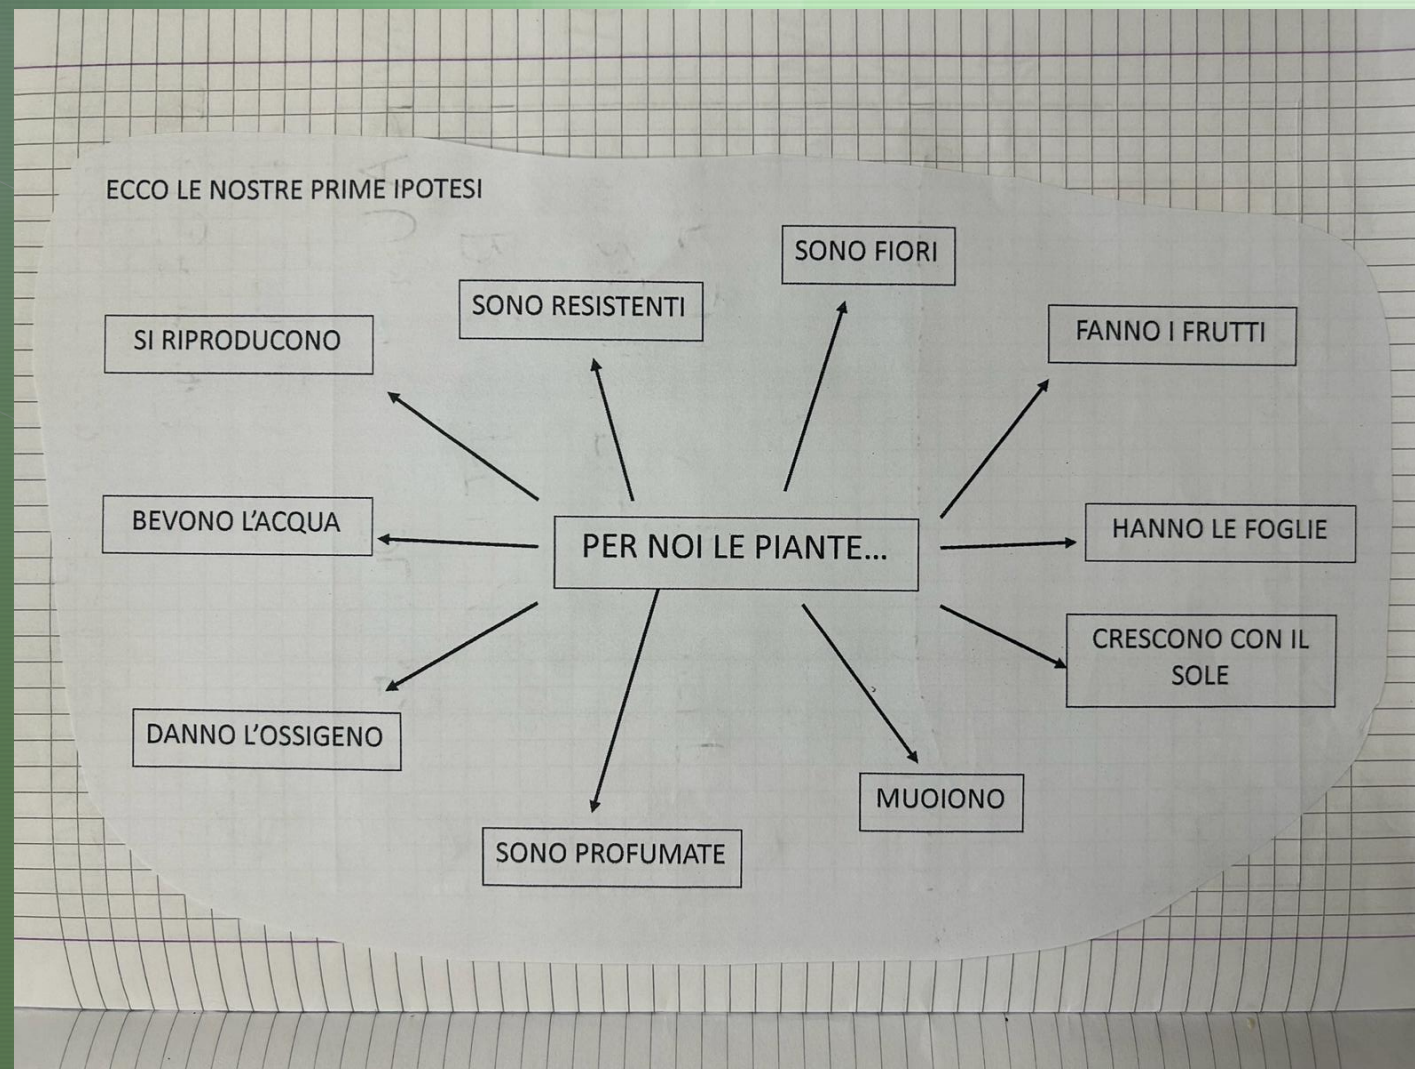 ECCO LE NOSTRE PRIME IPOTESI
SONO FIORI
SONO RESISTENTI
FANNO I FRUTTI
SI RIPRODUCONO
BEVONO L'ACQUA
PER NOI LE PIANTE...
HANNO LE FOGLIE
CRESCONO CON IL
SOLE
DANNO L'OSSIGENO
MUOIONO
SONO PROFUMATE